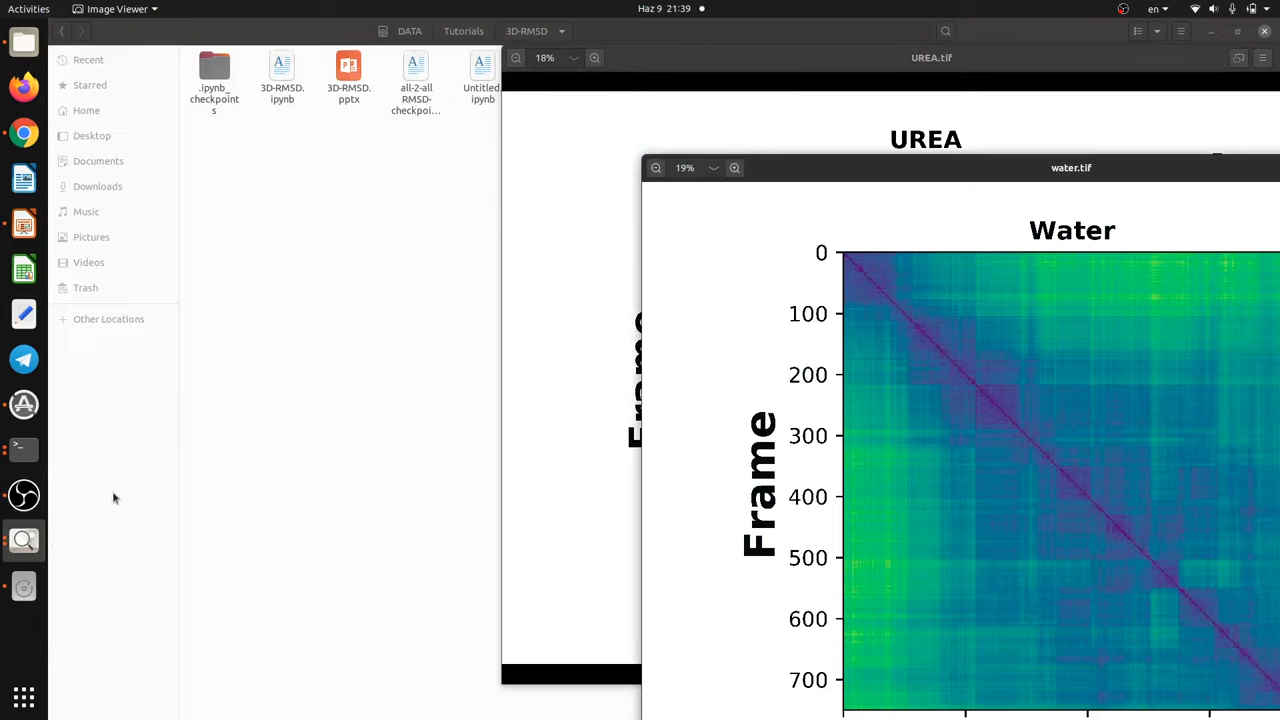 Activities
Image Viewer
Haz 9 21:39
en
DATA
Tutorials
3D-RMSD
Recent
Starred
Home
Desktop
Documents
Downloads
Music
Pictures
Videos
Trash
Other Locations
.ipynb_
checkpoint
s
3D-RMSD.
ipynb
3D-RMSD.
pptx
all-2-all
RMSD-
checkpoi...
Untitled.
ipynb
18%
UREA.tif
UREA
Frame
19%
water.tif
Water
Frame
0
100
200
300
400
500
600
700